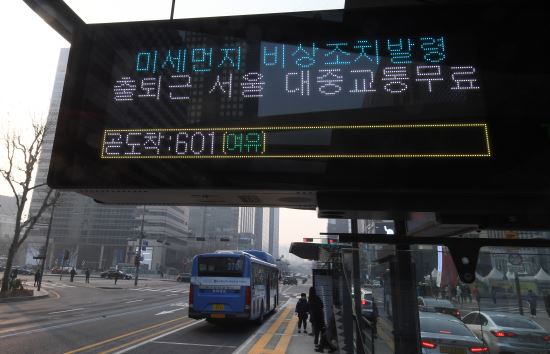 미세먼지 비상조치발령
출퇴근 서울 대중교통무료
곧도착:601(여유)